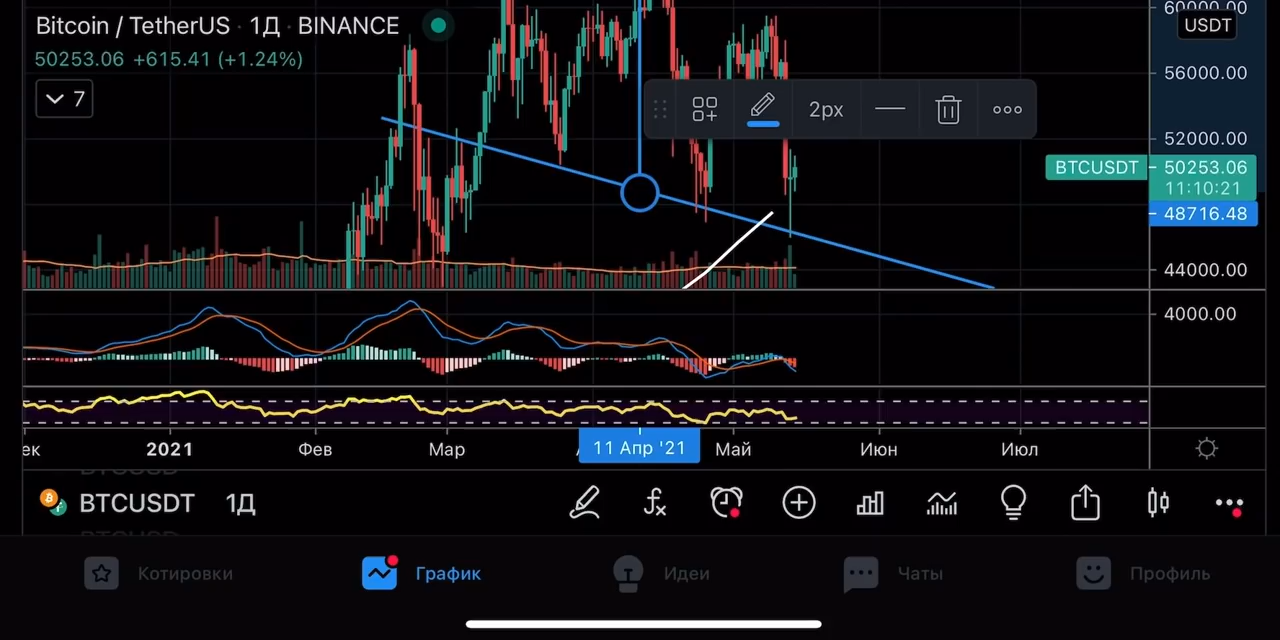 Bitcoin / TetherUS · 1Д · BINANCE
50253.06 +615.41 (+1.24%)
7
60000.00
USDT
56000.00
2px
52000.00
BTCUSDT 50253.06
11:10:21
48716.48
44000.00
4000.00
ек 2021 Фев Мар 11 Апр '21 Май Июн Июл
BTCUSDT 1Д
Котировки График Идеи Чаты Профиль